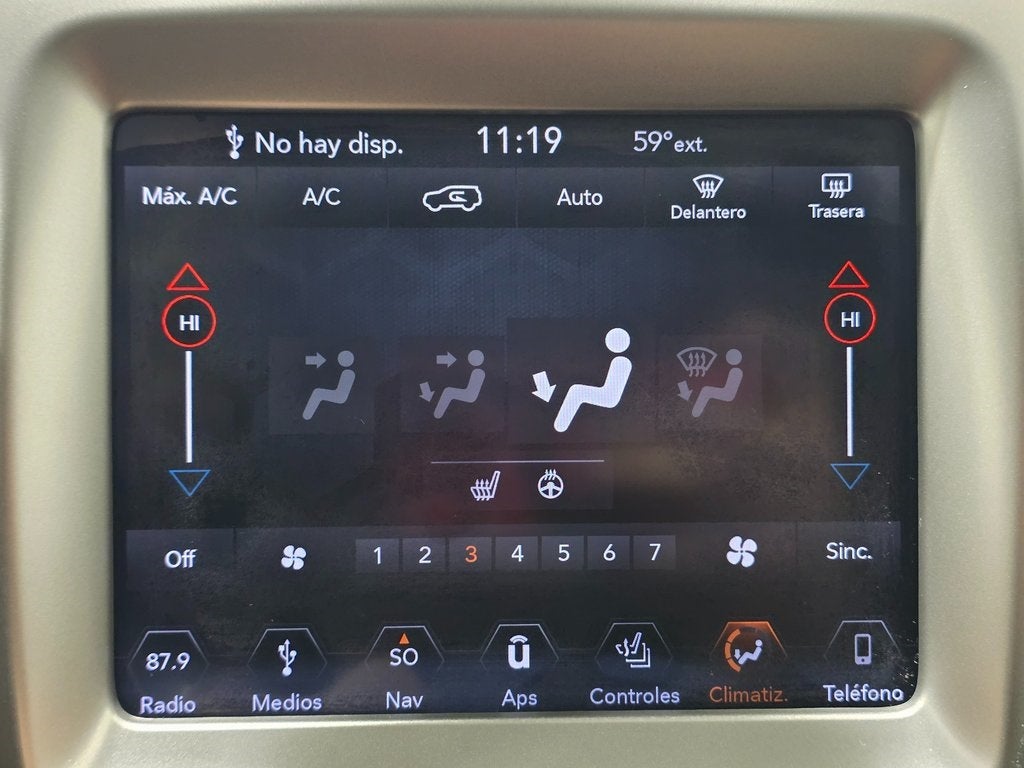 No hay disp. 11:19 59° ext.
Máx. A/C A/C Auto Delantero Trasera
HI HI
Off 1 2 3 4 5 6 7 Sinc.
87.9 SO ū
Radio Medios Nav Aps Controles Climatiz. Teléfono